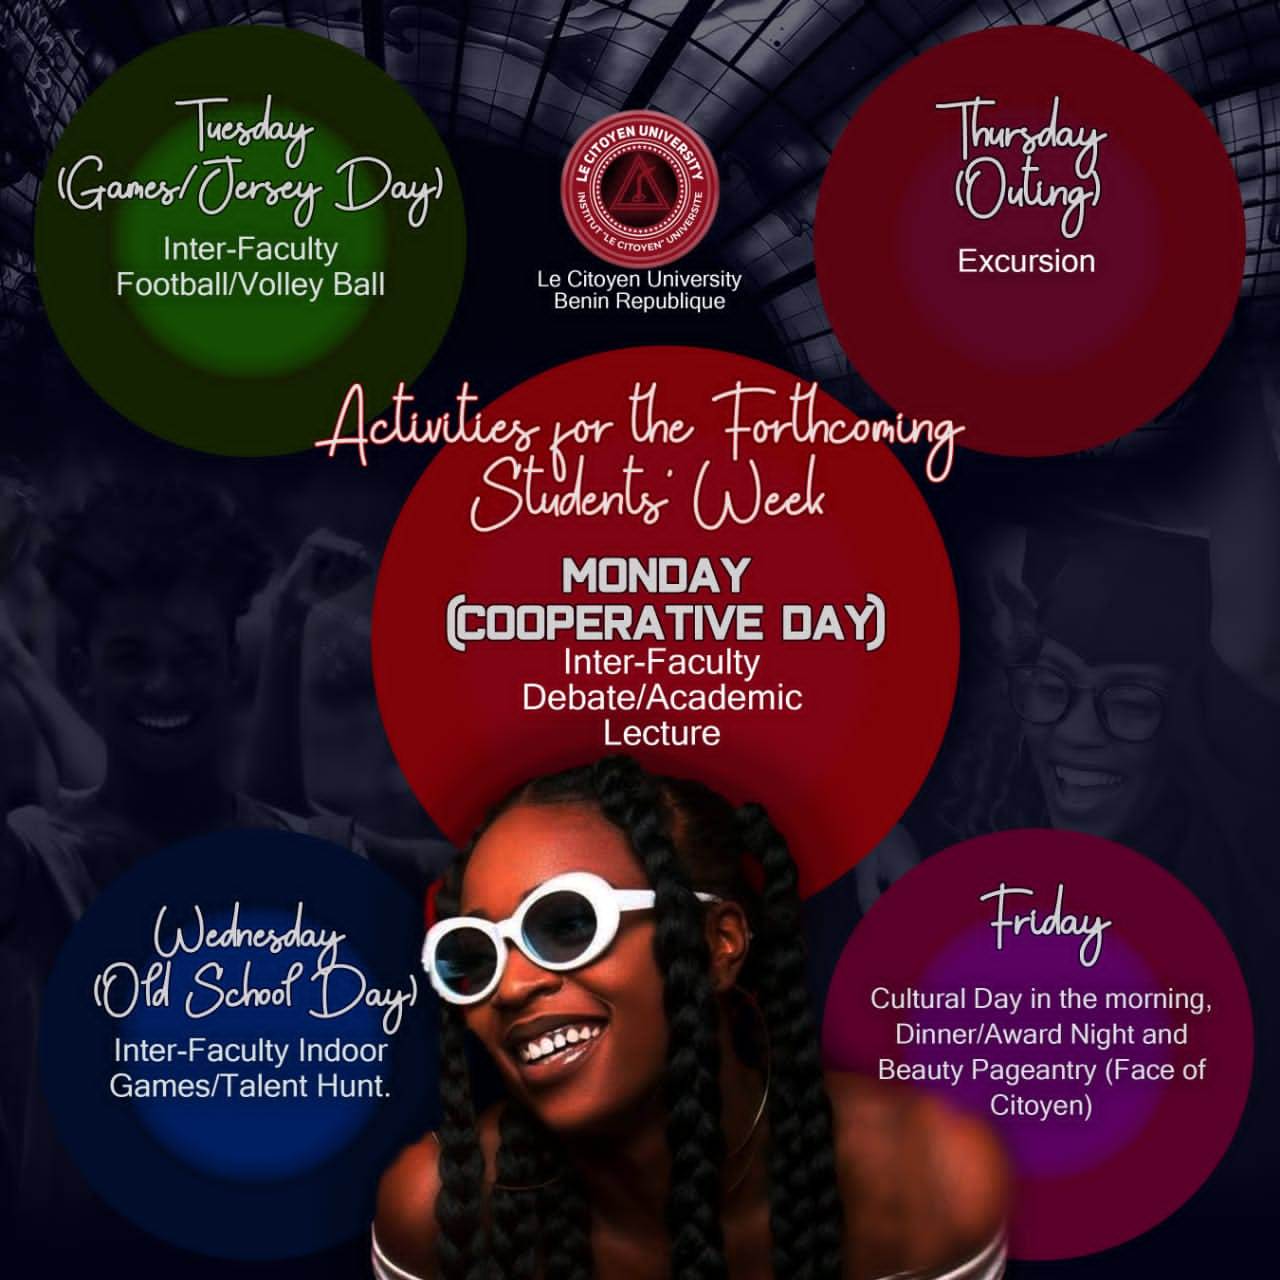 Tuesday
(Games/Jersey Day)
Inter-Faculty
Football/Volley Ball
LE CITOYEN UNIVERSITY
INSTITUT "LE CITOYEN" UNIVERSITE
Le Citoyen University
Benin Republique
Thursday
(Outing)
Excursion
Activities for the Forthcoming
Students' Week
MONDAY
(COOPERATIVE DAY)
Inter-Faculty
Debate/Academic
Lecture
Wednesday
(Old School Day)
Inter-Faculty Indoor
Games/Talent Hunt.
Friday
Cultural Day in the morning,
Dinner/Award Night and
Beauty Pageantry (Face of
Citoyen)